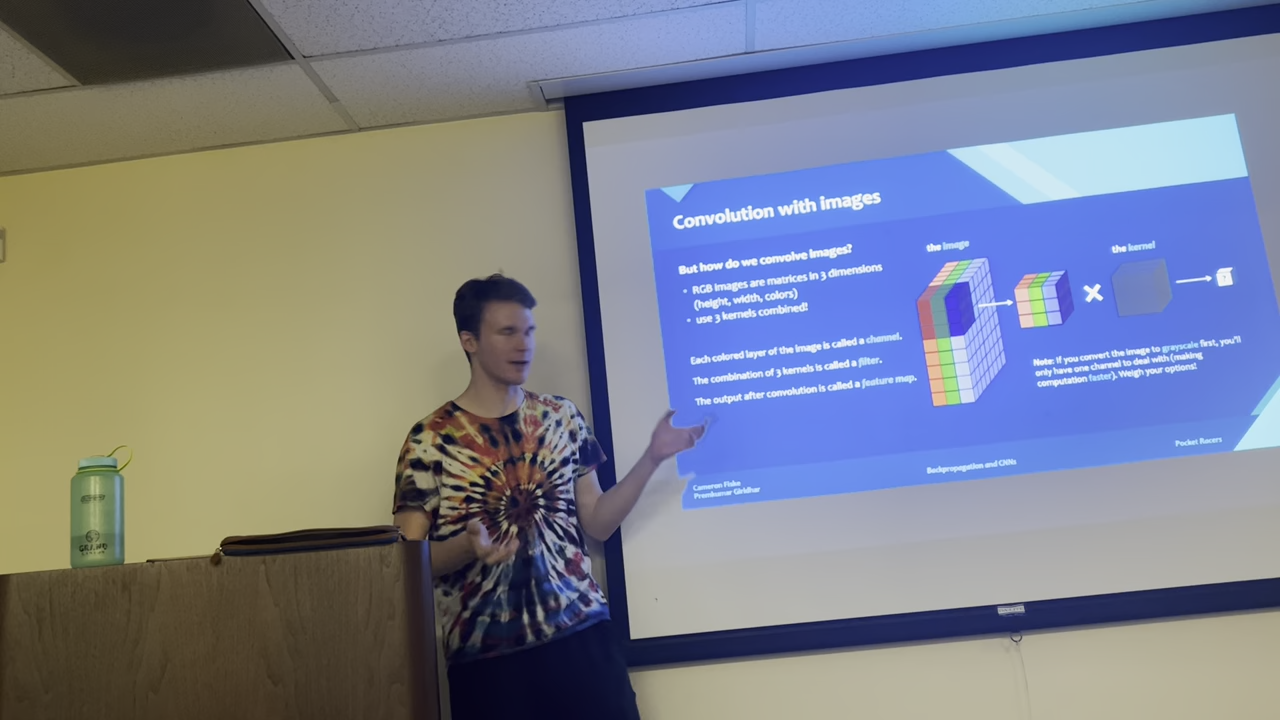 Convolution with images
But how do we convolve images?
• RGB images are matrices in 3 dimensions
(height, width, colors)
• use 3 kernels combined!
Each colored layer of the image is called a channel.
The combination of 3 kernels is called a filter.
The output after convolution is called a feature map.
the image
the kernel
Note: If you convert the image to grayscale first, you'll
only have one channel to deal with (making
computation faster). Weigh your options!
Cameron Fiske
Premkumar Giridhar
Backpropagation and CNNs
Pocket Racers
GRAND